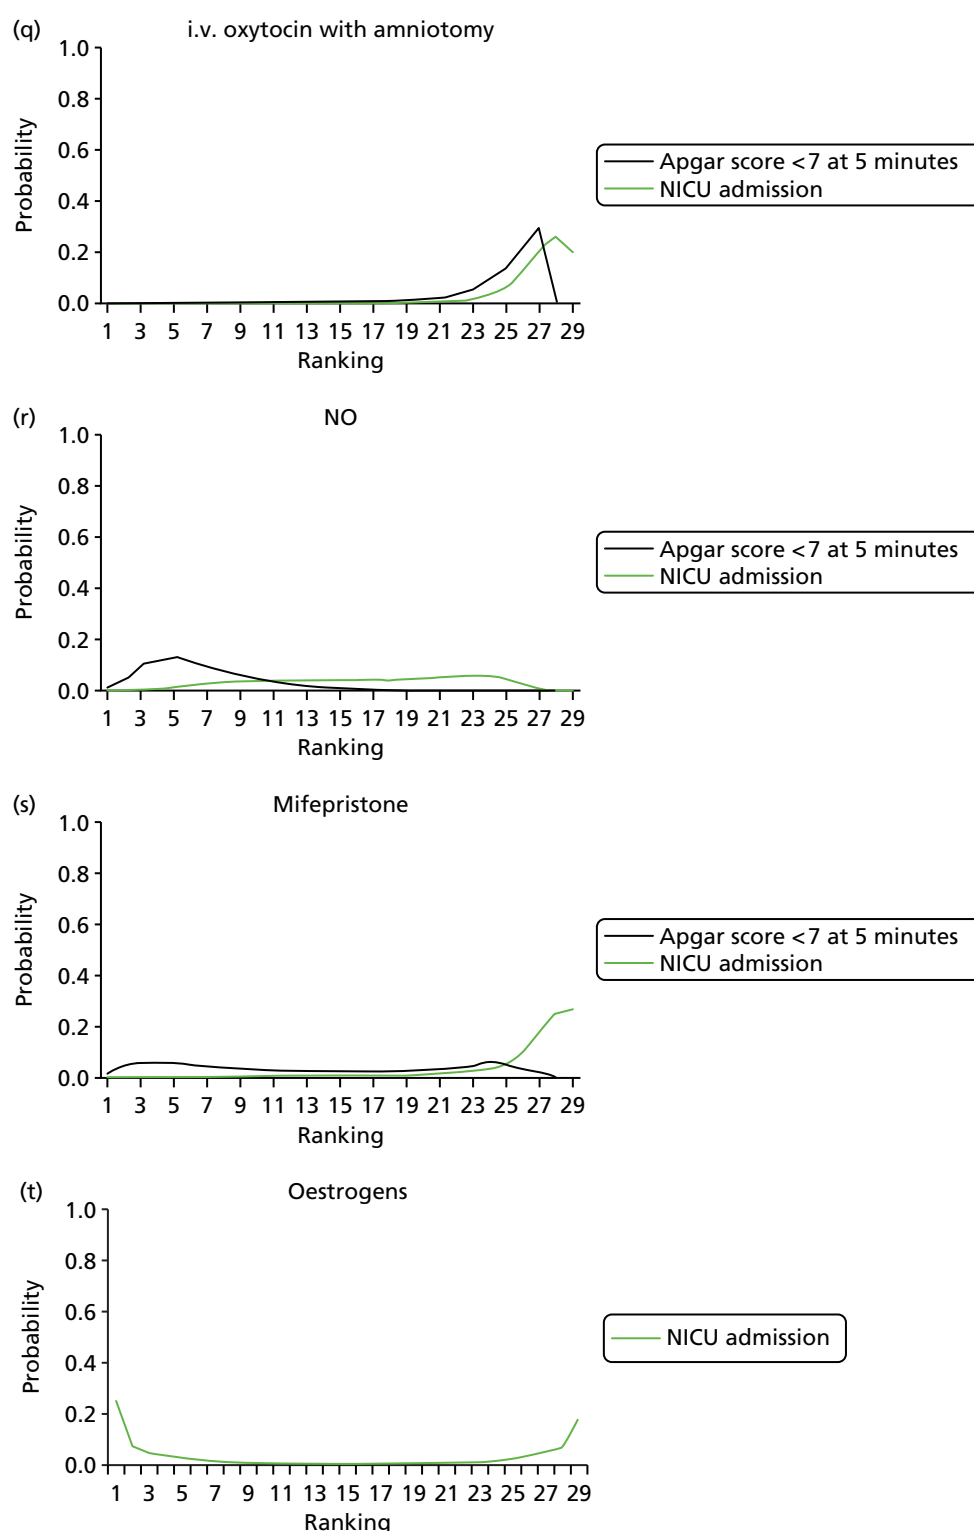 (q) i.v. oxytocin with amniotomy
1.0
0.8
0.6
0.4
0.2
0.0
Probability
1 3 5 7 9 11 13 15 17 19 21 23 25 27 29
Ranking
Apgar score <7 at 5 minutes
NICU admission
(r) NO
1.0
0.8
0.6
0.4
0.2
0.0
Probability
1 3 5 7 9 11 13 15 17 19 21 23 25 27 29
Ranking
Apgar score <7 at 5 minutes
NICU admission
(s) Mifepristone
1.0
0.8
0.6
0.4
0.2
0.0
Probability
1 3 5 7 9 11 13 15 17 19 21 23 25 27 29
Ranking
Apgar score <7 at 5 minutes
NICU admission
(t) Oestrogens
1.0
0.8
0.6
0.4
0.2
0.0
Probability
1 3 5 7 9 11 13 15 17 19 21 23 25 27 29
Ranking
NICU admission